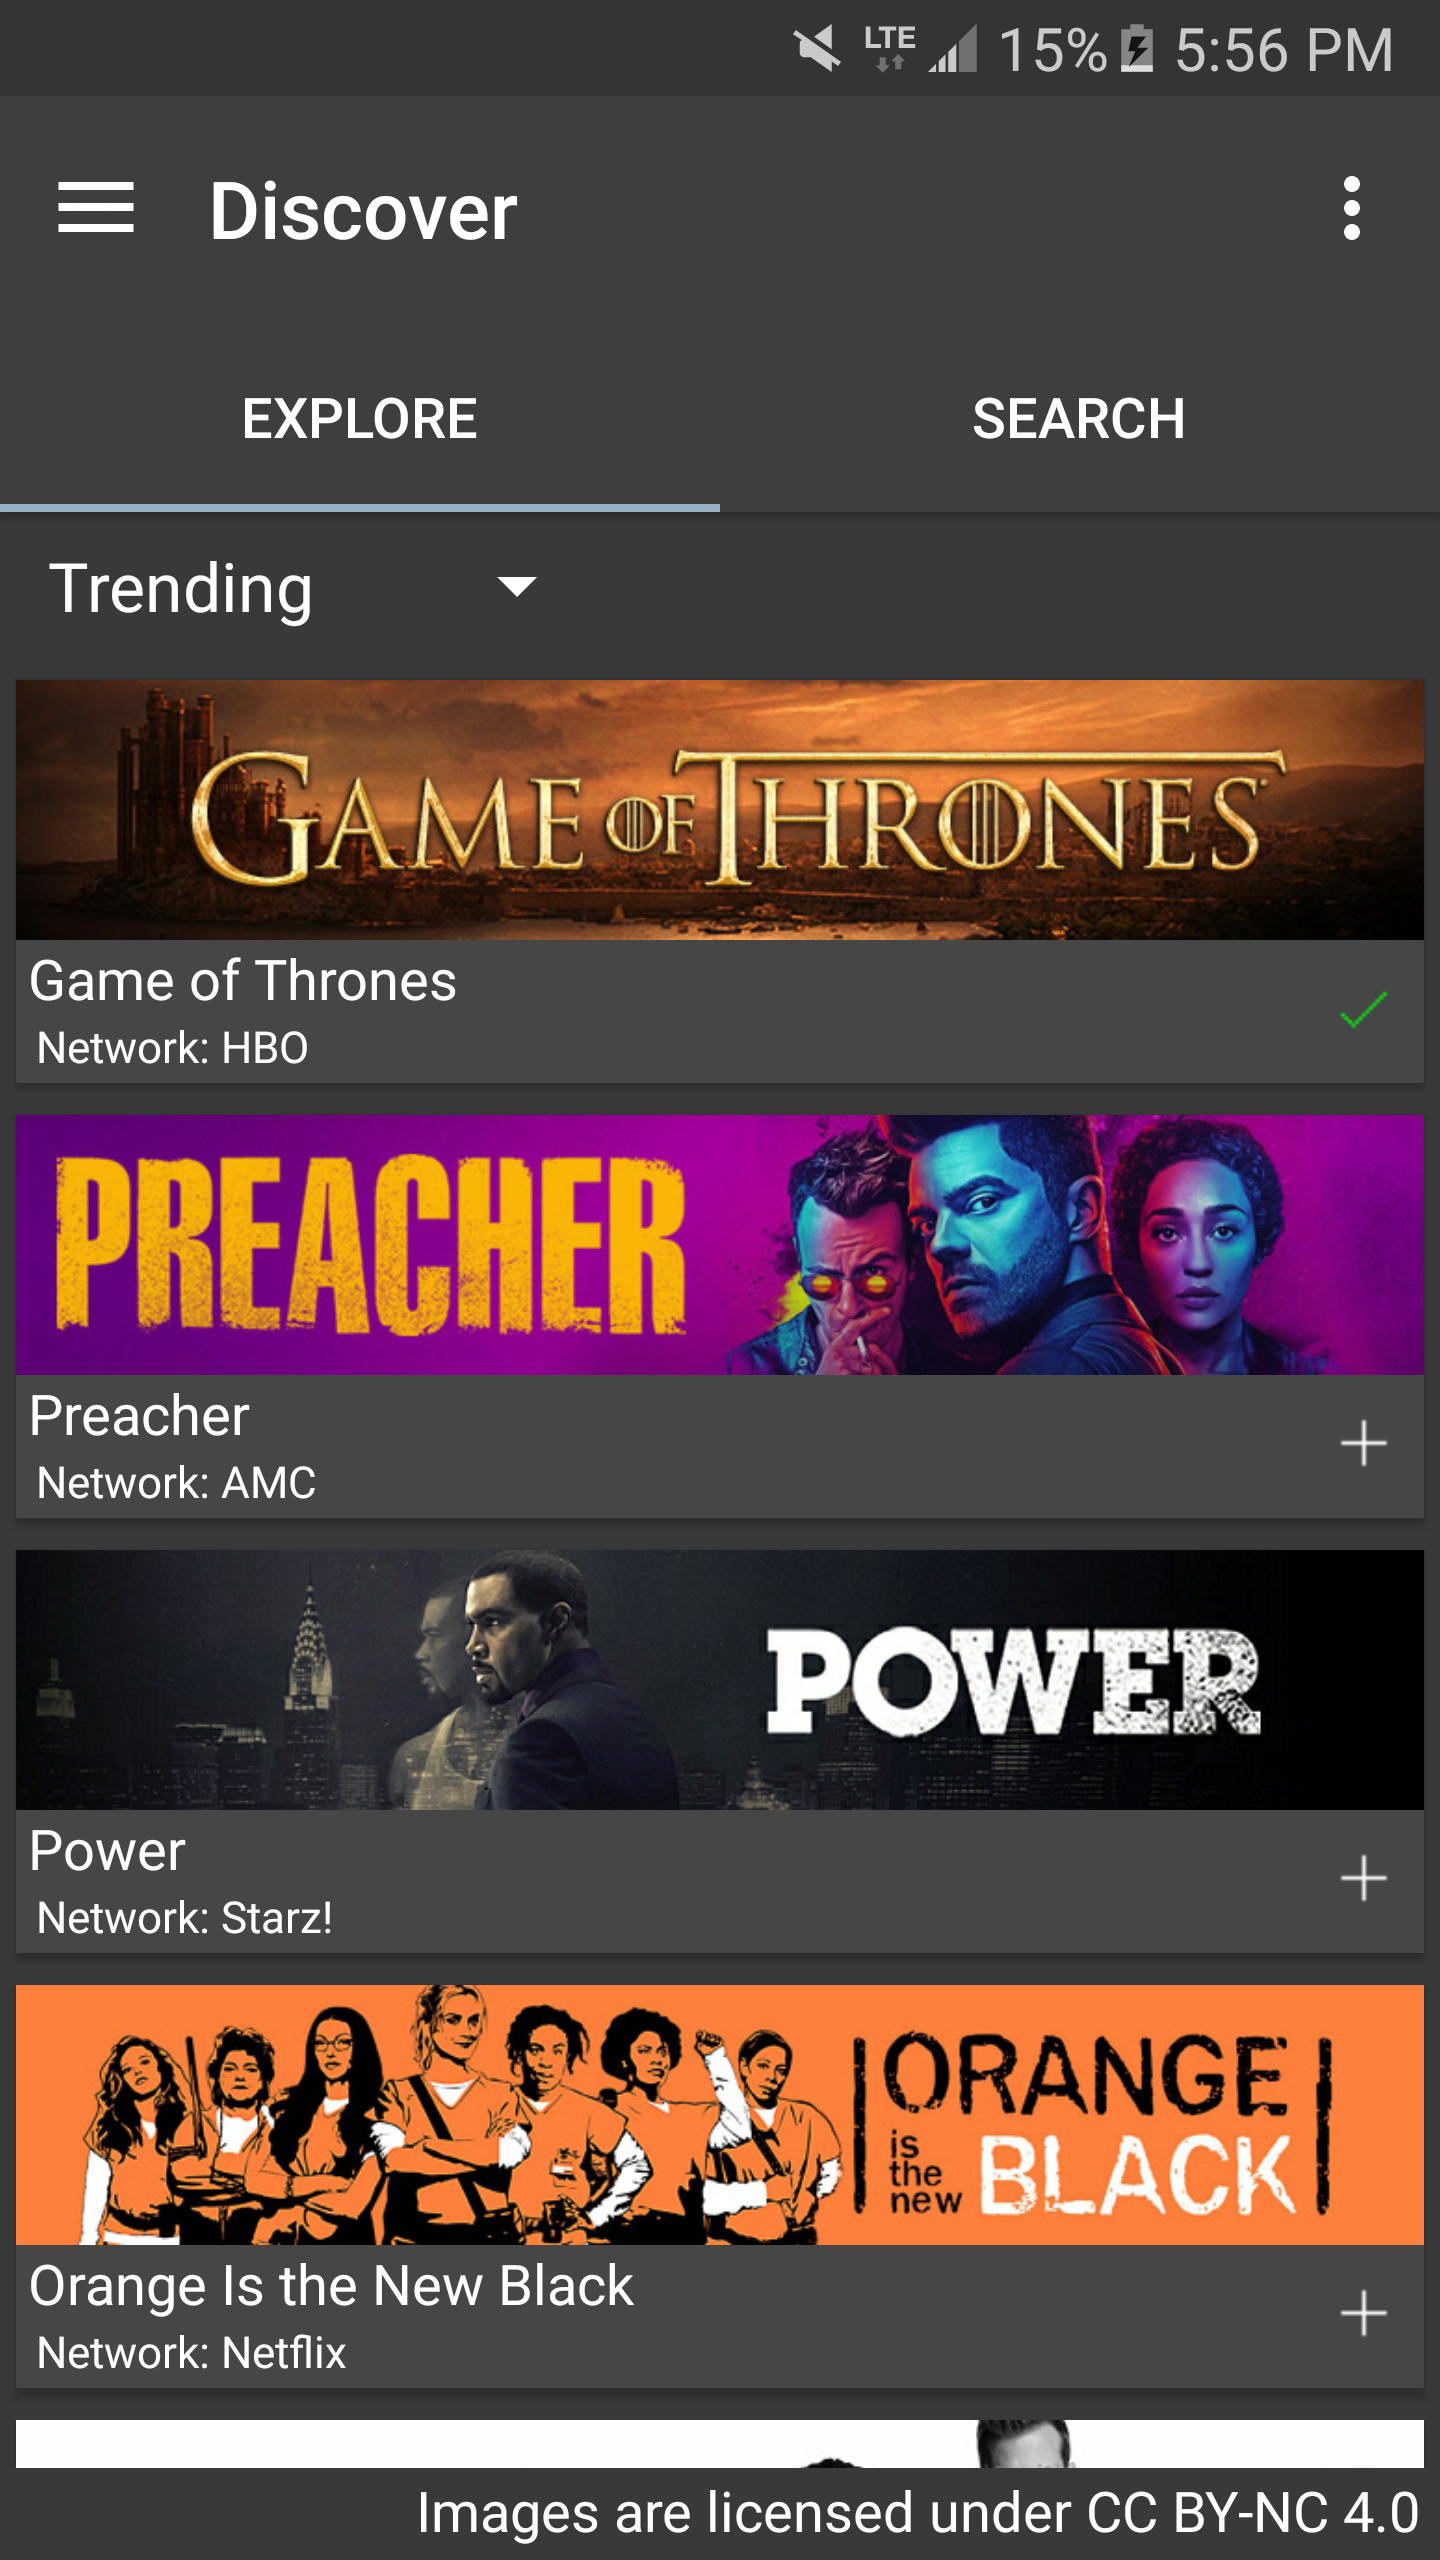 LTE 15% 5:56 PM
Discover
EXPLORE SEARCH
Trending
GAME OF THRONES
Game of Thrones
Network: HBO
PREACHER
Preacher
Network: AMC
POWER
Power
Network: Starz!
ORANGE
is
the
new BLACK
Orange Is the New Black
Network: Netflix
Images are licensed under CC BY-NC 4.0